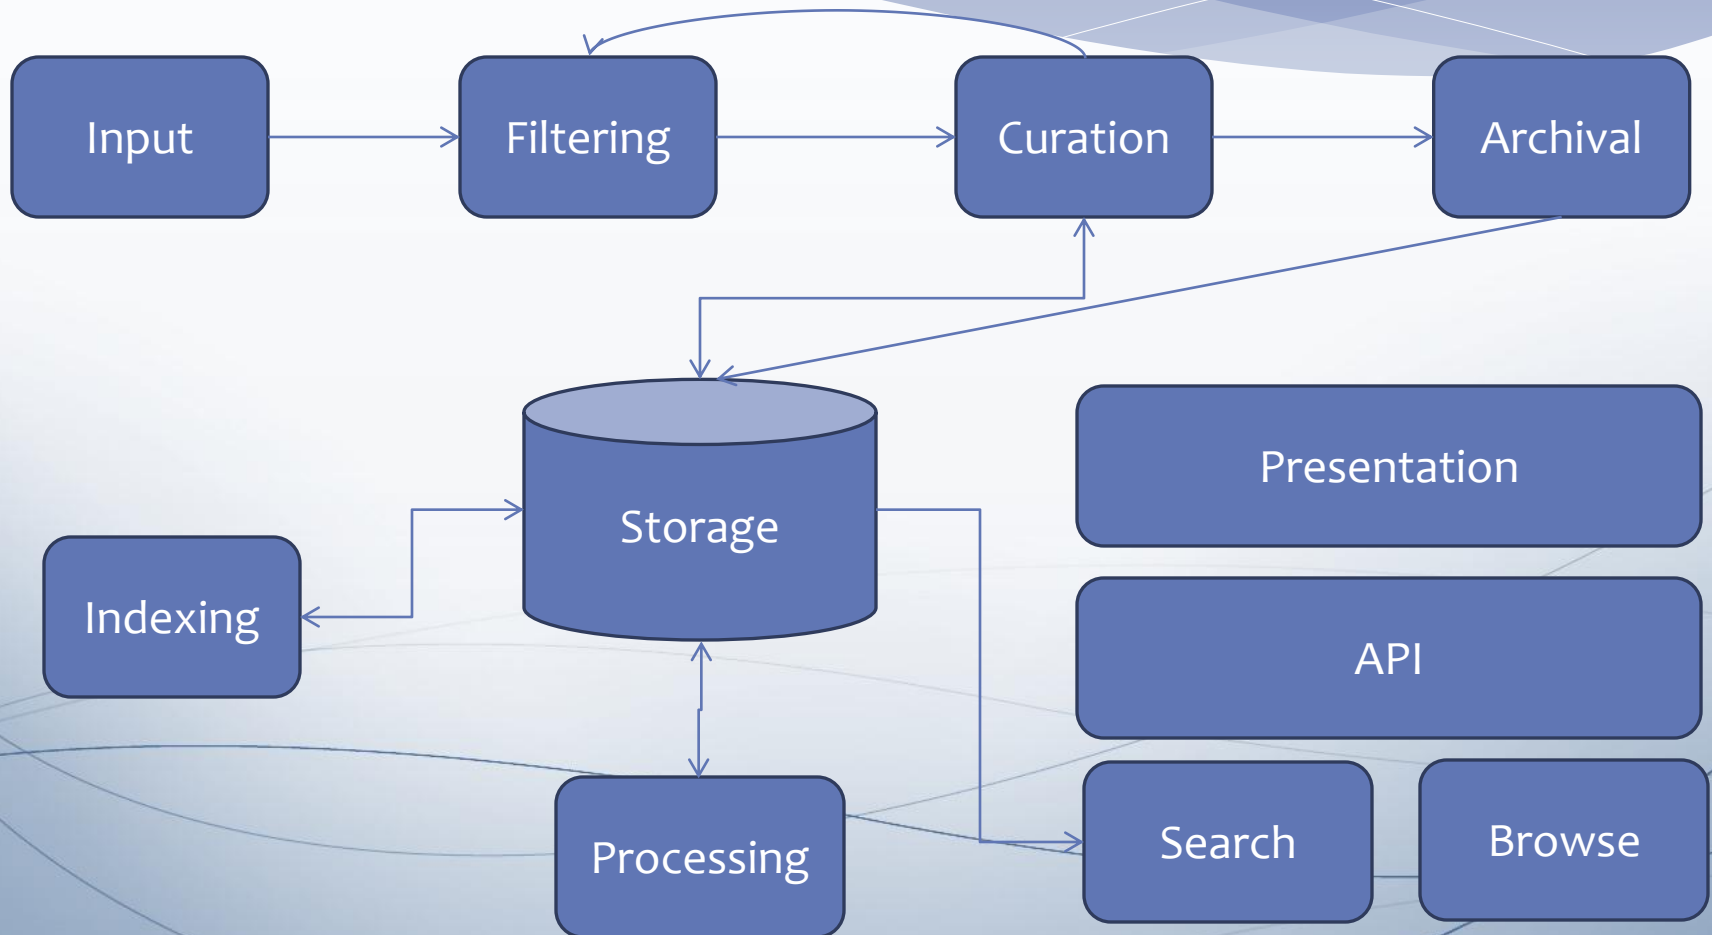 Input
Filtering
Curation
Archival
Presentation
Storage
Indexing
API
Processing
Search
Browse